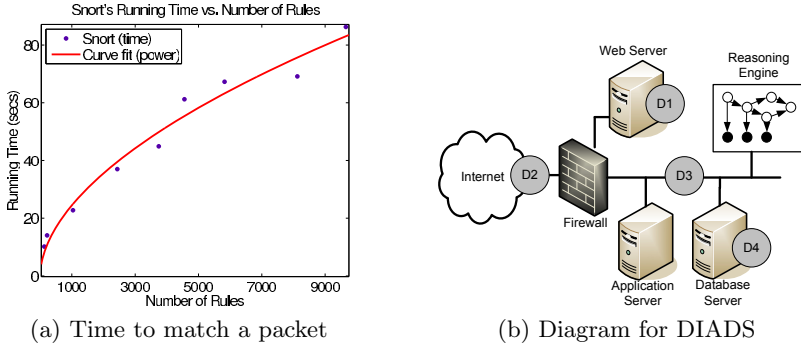 Snort's Running Time vs. Number of Rules
Snort (time)
Curve fit (power)
Running Time (secs)
0
20
40
60
80
1000
3000
5000
7000
9000
Number of Rules
(a) Time to match a packet
Web Server
D1
Reasoning
Engine
Internet
D2
Firewall
D3
Application
Server
Database
Server
D4
(b) Diagram for DIADS